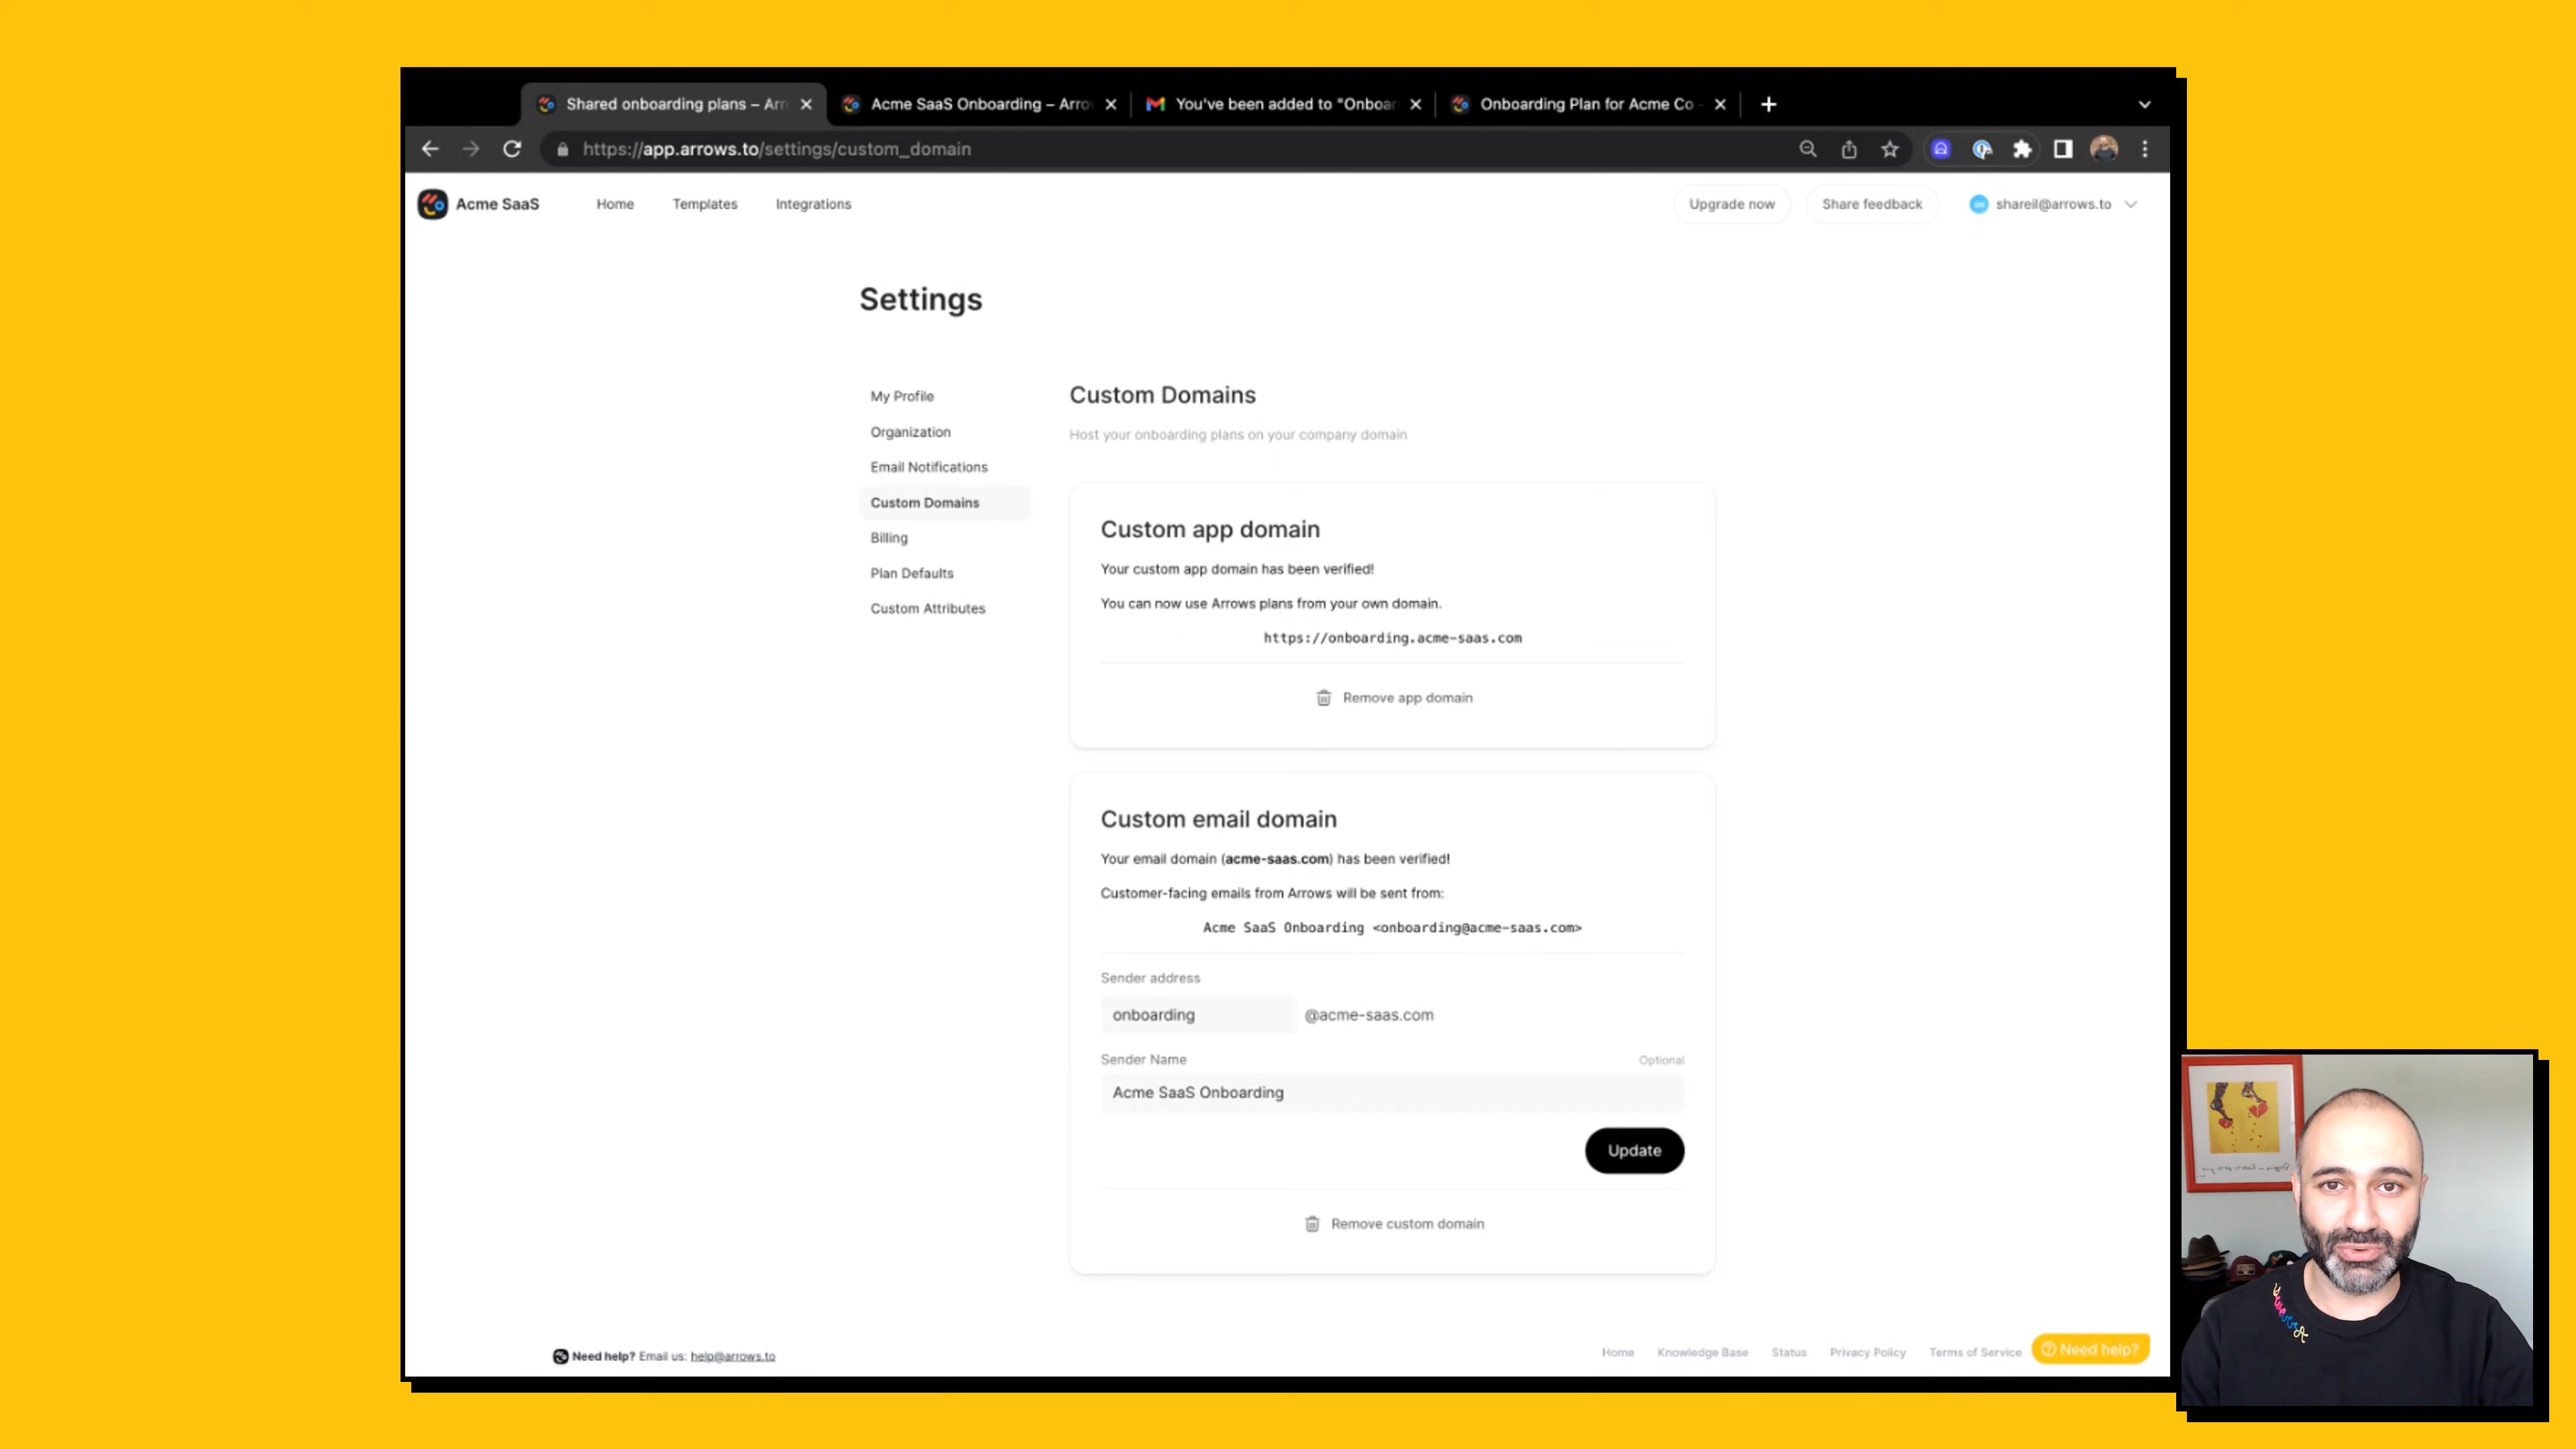 Shared onboarding plans – Arr
Acme SaaS Onboarding – Arro
You've been added to "Onboar
Onboarding Plan for Acme Co -
https://app.arrows.to/settings/custom_domain
Acme SaaS
Home
Templates
Integrations
Upgrade now
Share feedback
SN
shareil@arrows.to
Settings
My Profile
Organization
Email Notifications
Custom Domains
Billing
Plan Defaults
Custom Attributes
Custom Domains
Host your onboarding plans on your company domain
Custom app domain
Your custom app domain has been verified!
You can now use Arrows plans from your own domain.
https://onboarding.acme-saas.com
Remove app domain
Custom email domain
Your email domain (acme-saas.com) has been verified!
Customer-facing emails from Arrows will be sent from:
Acme SaaS Onboarding <onboarding@acme-saas.com>
Sender address
onboarding @acme-saas.com
Sender Name Optional
Acme SaaS Onboarding
Update
Remove custom domain
Need help? Email us: help@arrows.to
Home
Knowledge Base
Status
Privacy Policy
Terms of Service
Need help?